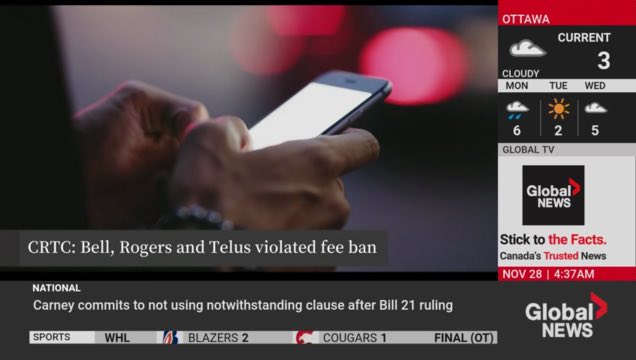 OTTAWA
CURRENT
3
CLOUDY
MON TUE WED
6 2 5
GLOBAL TV
Global
NEWS
Stick to the Facts.
Canada's Trusted News
NOV 28 | 4:37AM
CRTC: Bell, Rogers and Telus violated fee ban
NATIONAL
Carney commits to not using notwithstanding clause after Bill 21 ruling
Global
NEWS
SPORTS WHL BLAZERS 2 COUGARS 1 FINAL (OT)